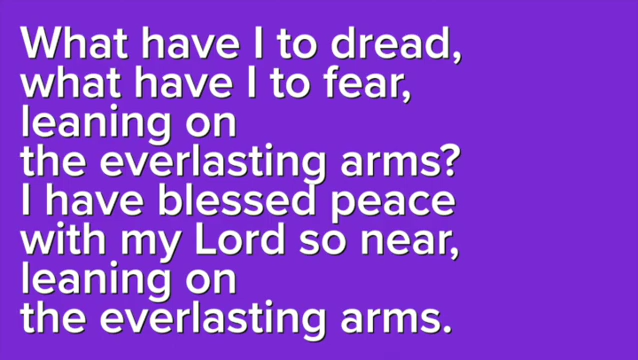 What have I to dread,
what have I to fear,
leaning on
the everlasting arms?
I have blessed peace
with my Lord so near,
leaning on
the everlasting arms.